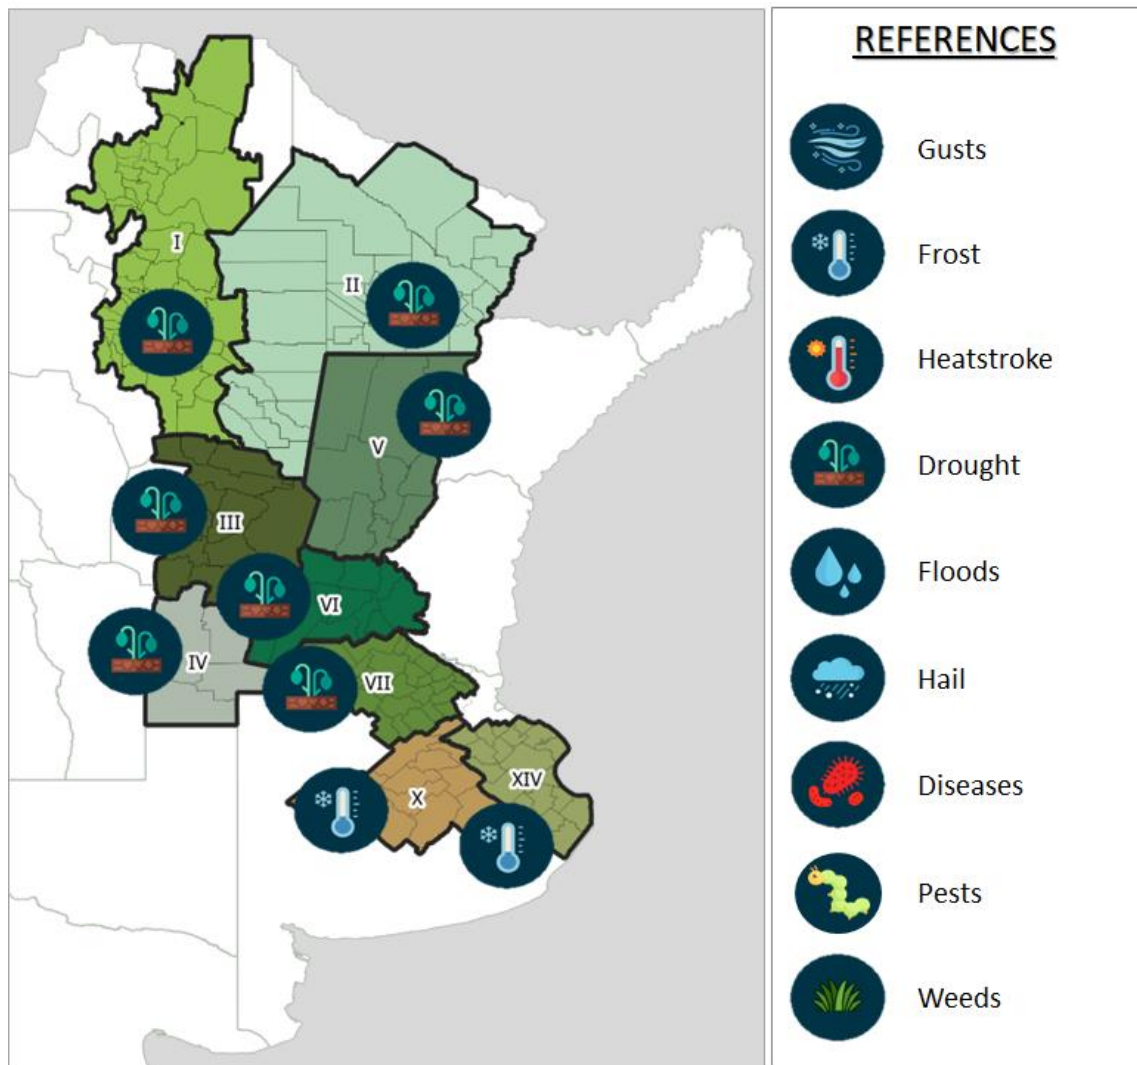 REFERENCES
Gusts
Frost
Heatstroke
Drought
Floods
Hail
Diseases
Pests
Weeds
I
II
V
III
VI
IV
VII
XIV
X